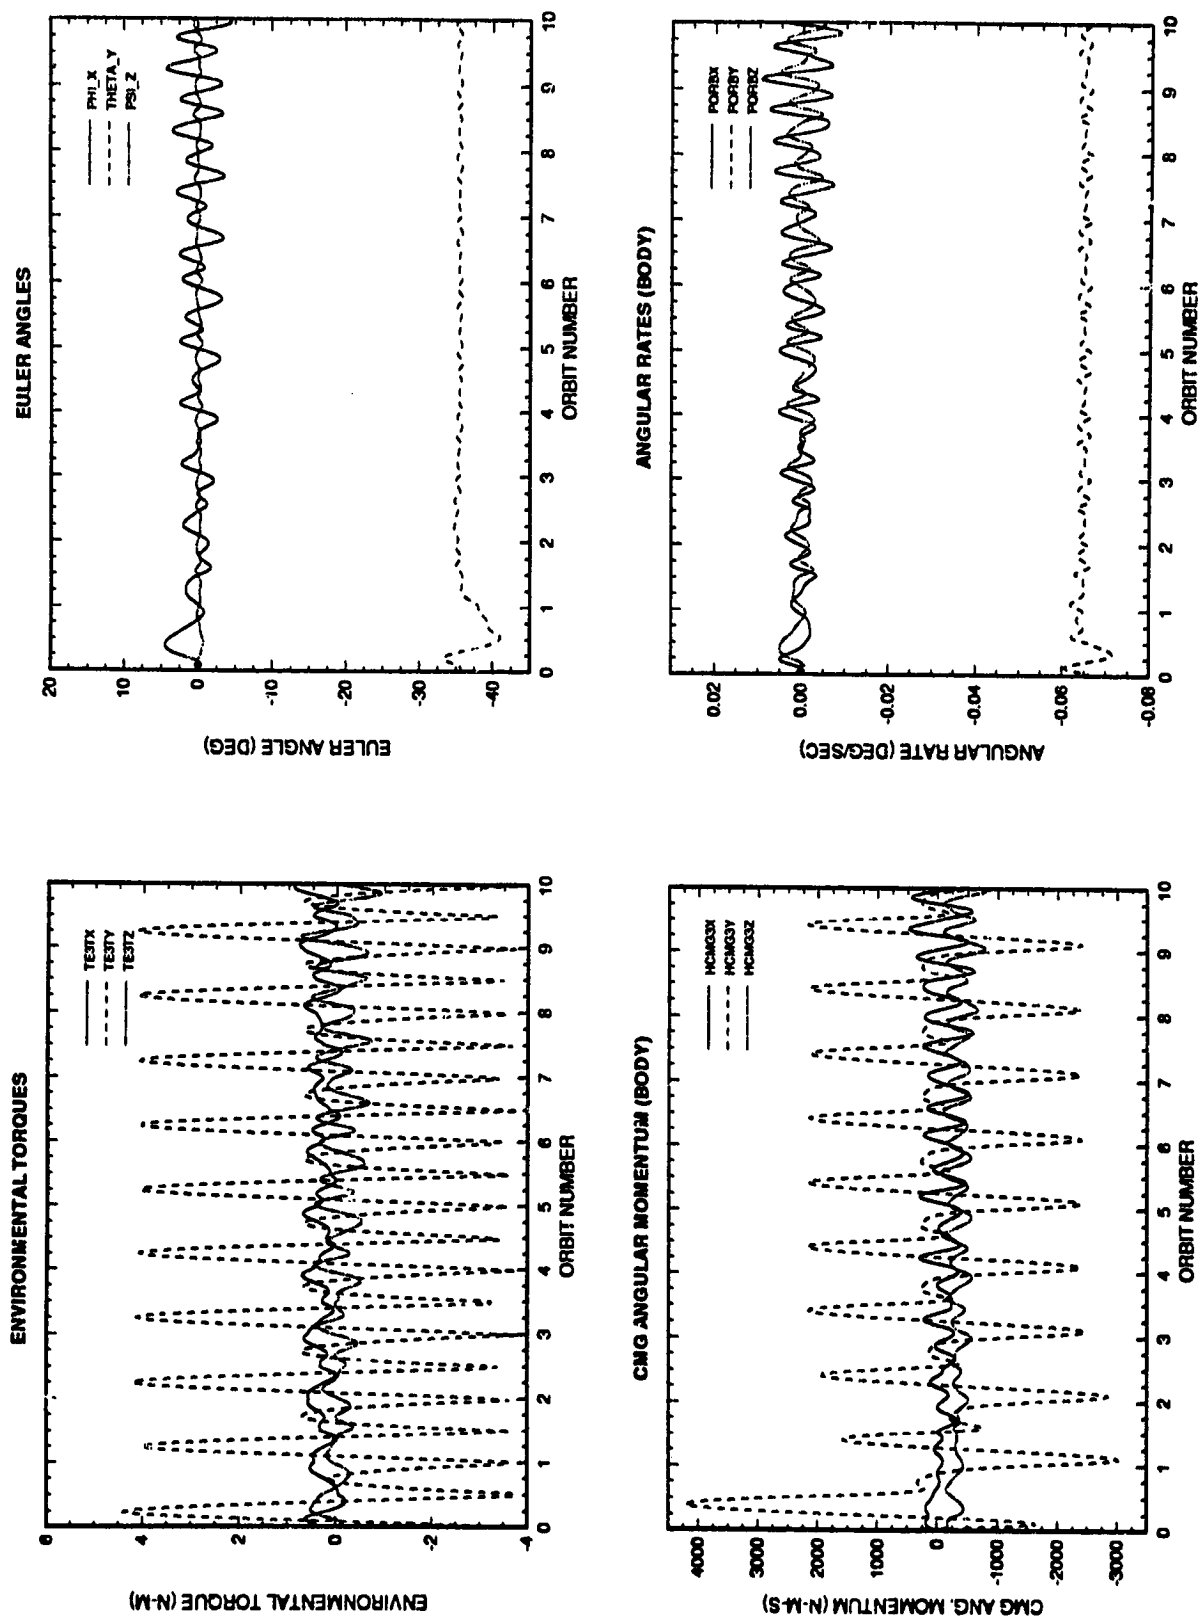 ENVIRONMENTAL TORQUES
ENVIRONMENTAL TORQUE (N-M)
6
4
2
0
-2
-4
TE3TX
TE3TY
TE3TZ
0 1 2 3 4 5 6 7 8 9 10
ORBIT NUMBER
EULER ANGLES
EULER ANGLE (DEG)
20
10
0
-10
-20
-30
-40
PHI_X
THETA_Y
PSI_Z
0 1 2 3 4 5 6 7 8 9 10
ORBIT NUMBER
CMG ANGULAR MOMENTUM (BODY)
CMG ANG. MOMENTUM (N-M-S)
4000
3000
2000
1000
0
-1000
-2000
-3000
HCMG3X
HCMG3Y
HCMG3Z
0 1 2 3 4 5 6 7 8 9 10
ORBIT NUMBER
ANGULAR RATES (BODY)
ANGULAR RATE (DEG/SEC)
0.02
0.00
-0.02
-0.04
-0.06
-0.08
PORBX
PORBY
PORBZ
0 1 2 3 4 5 6 7 8 9 10
ORBIT NUMBER